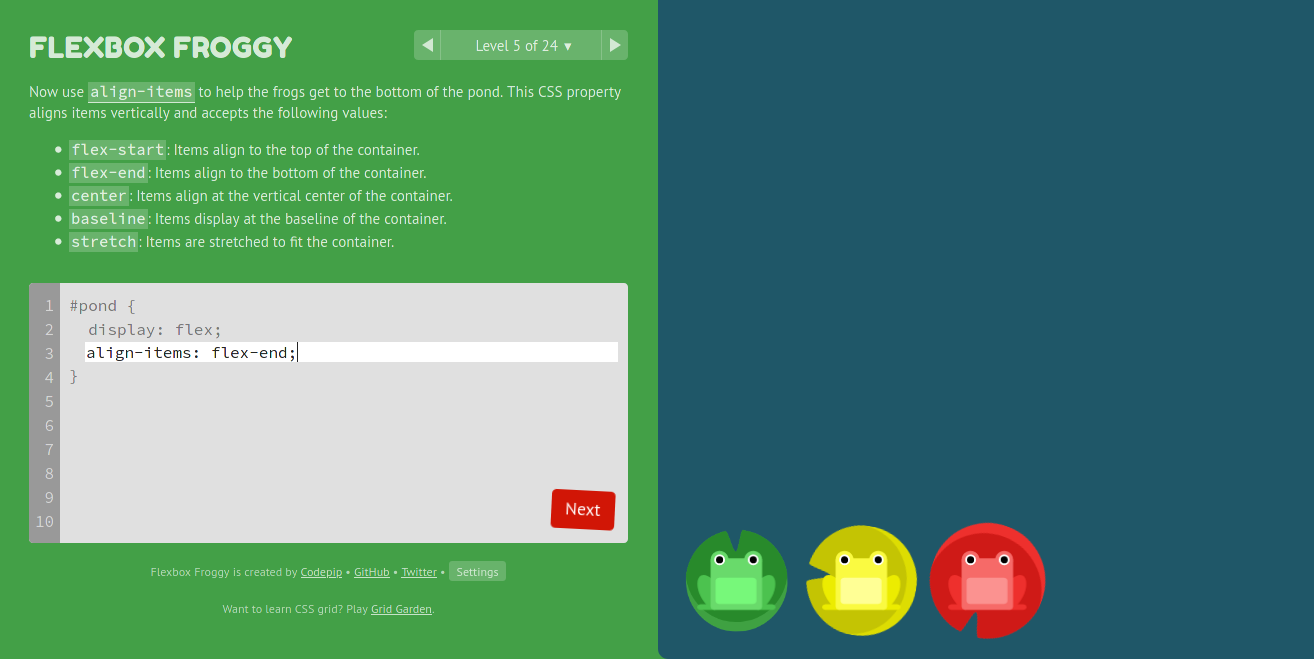 FLEXBOX FROGGY
◀ Level 5 of 24 ▼ ▶
Now use align-items to help the frogs get to the bottom of the pond. This CSS property
aligns items vertically and accepts the following values:
• flex-start: Items align to the top of the container.
• flex-end: Items align to the bottom of the container.
• center: Items align at the vertical center of the container.
• baseline: Items display at the baseline of the container.
• stretch: Items are stretched to fit the container.
1 #pond {
2 display: flex;
3 align-items: flex-end;
4 }
5
6
7
8
9
10
Next
Flexbox Froggy is created by Codepip • GitHub • Twitter • Settings
Want to learn CSS grid? Play Grid Garden.